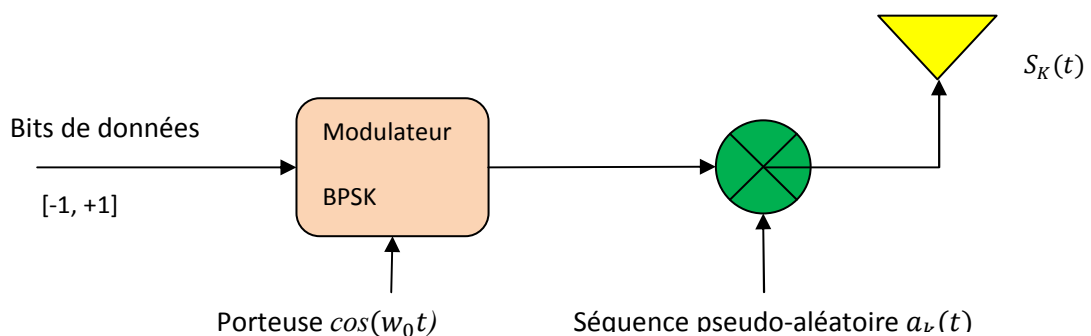 S_K(t)
Bits de données
Modulateur
BPSK
[-1, +1]
Porteuse cos(w_0t)
Séquence pseudo-aléatoire a_k(t)